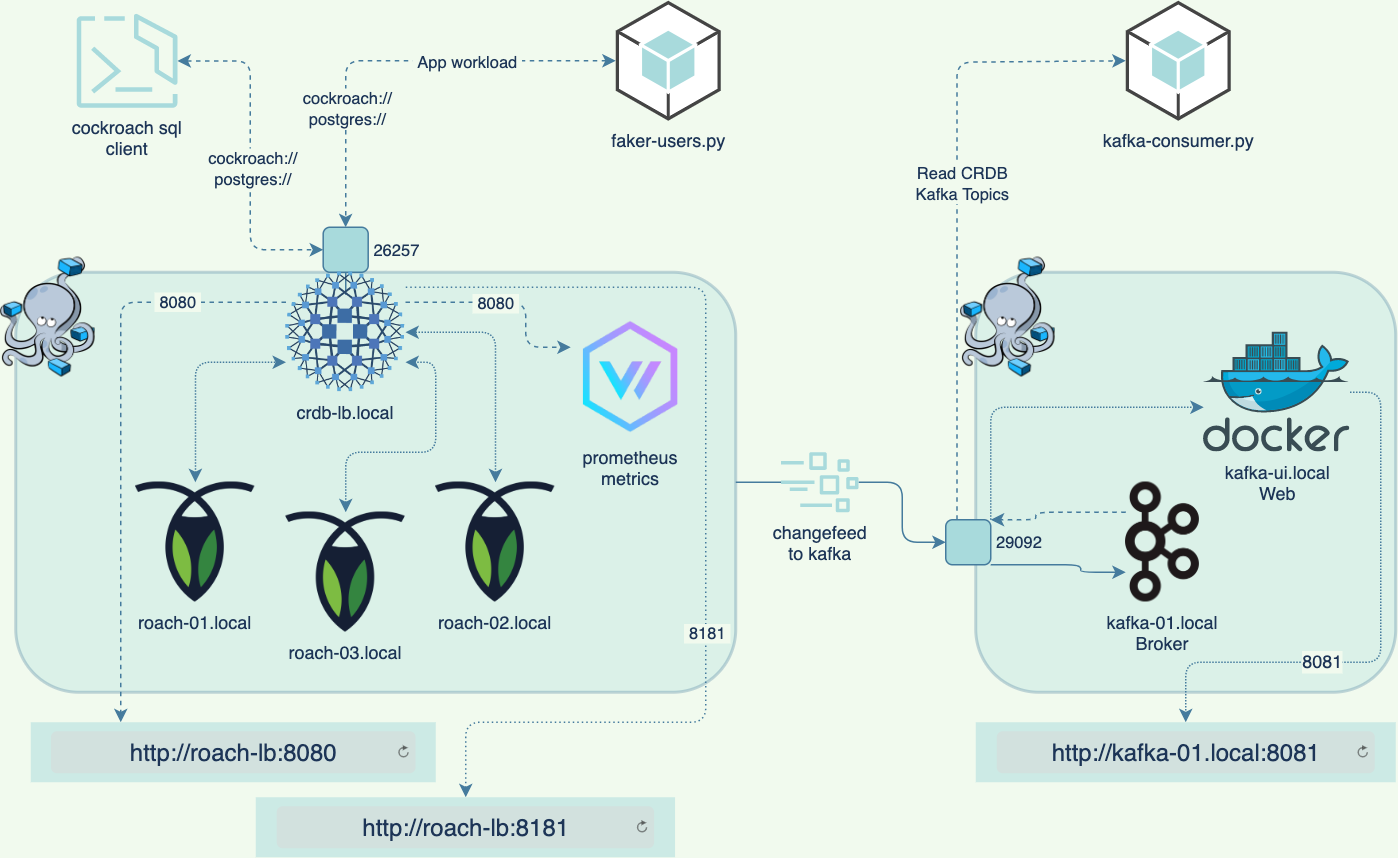 cockroach sql
client
cockroach://
postgres://
App workload
cockroach://
postgres://
faker-users.py
kafka-consumer.py
Read CRDB
Kafka Topics
26257
8080
8080
crdb-lb.local
prometheus
metrics
roach-01.local
roach-03.local
roach-02.local
8181
changefeed
to kafka
29092
docker
kafka-ui.local
Web
kafka-01.local
Broker
8081
http://roach-lb:8080
http://roach-lb:8181
http://kafka-01.local:8081